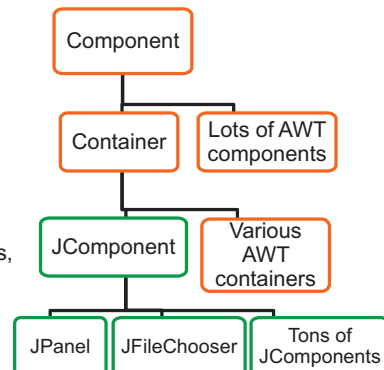 Component
Container
Lots of AWT
components
s,
JComponent
Various
AWT
containers
JPanel
JFileChooser
Tons of
JComponents